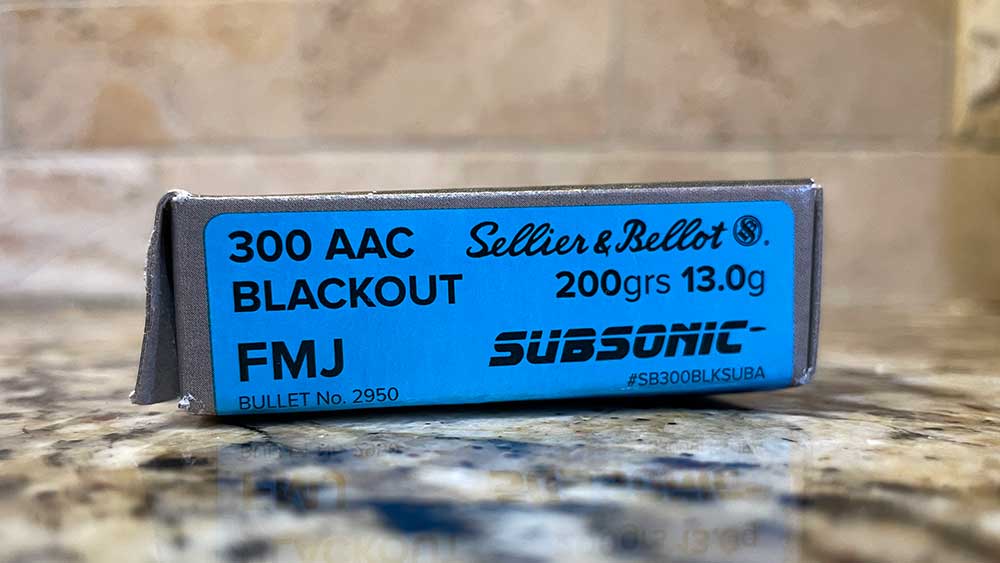 300 AAC
BLACKOUT
FMJ
BULLET No. 2950
Sellier & Bellot
200grs 13.0g
SUBSONIC
#SB300BLKSUBA